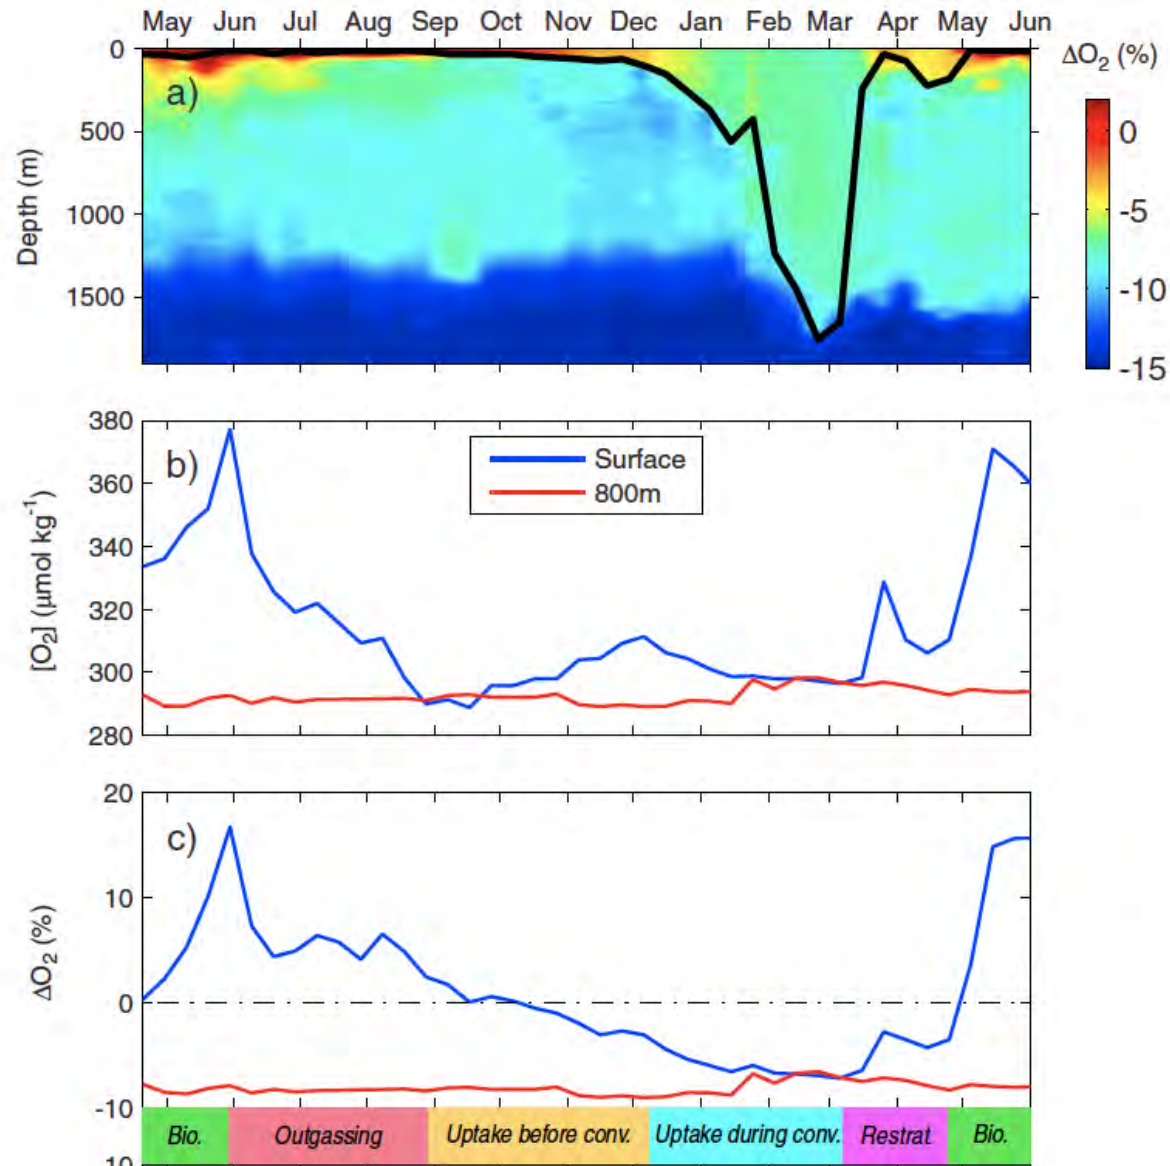 May Jun Jul Aug Sep Oct Nov Dec Jan Feb Mar Apr May Jun
ΔO₂ (%)
a)
Depth (m)
0
500
1000
1500
0
-5
-10
-15
b)
[O₂] (μmol kg⁻¹)
380
360
340
320
300
280
Surface
800m
c)
ΔO₂ (%)
20
10
0
-10
Bio. Outgassing Uptake before conv. Uptake during conv. Restrat. Bio.
10